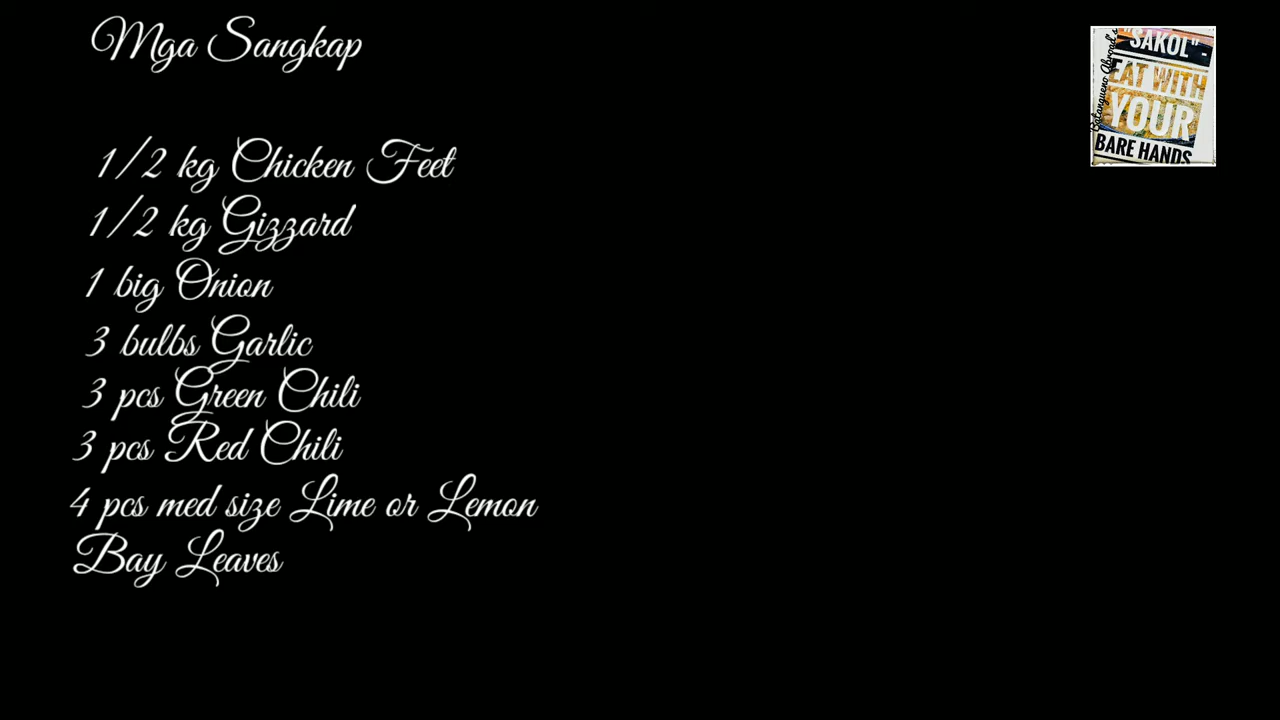 Mga Sangkap
1/2 kg Chicken Feet
1/2 kg Gizzard
1 big Onion
3 bulbs Garlic
3 pcs Green Chili
3 pcs Red Chili
4 pcs med size Lime or Lemon
Bay Leaves
Batangueno Abroad's
"SAKOL" -
EAT WITH
YOUR
BARE HANDS